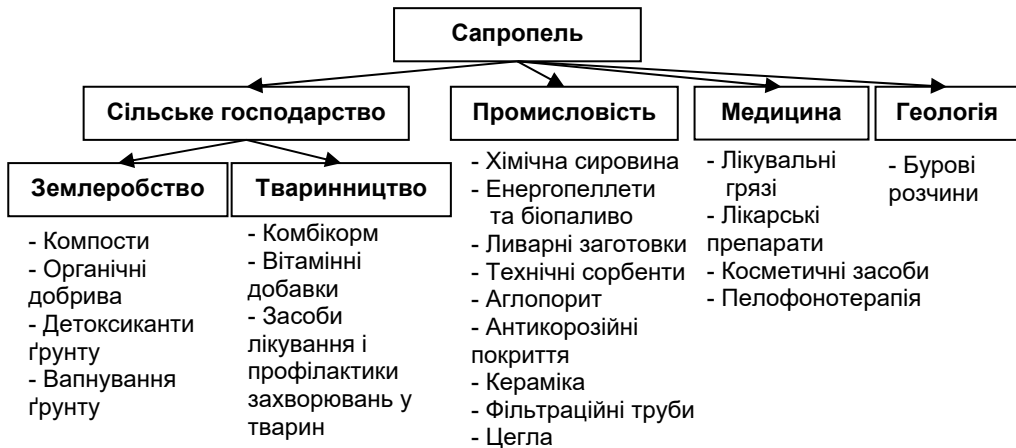 Сапропель
Сільське господарство
Промисловість
Медицина
Геологія
Землеробство
Тваринництво
- Компости
- Органічні
добрива
- Детоксиканти
ґрунту
- Вапнування
ґрунту
- Комбікорм
- Вітамінні
добавки
- Засоби
лікування і
профілактики
захворювань у
тварин
- Хімічна сировина
- Енергопеллети
та біопаливо
- Ливарні заготовки
- Технічні сорбенти
- Аглопорит
- Антикорозійні
покриття
- Кераміка
- Фільтраційні труби
- Цегла
- Лікувальні
грязі
- Лікарські
препарати
- Косметичні засоби
- Пелофонотерапія
- Бурові
розчини